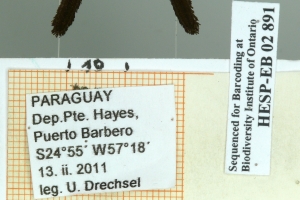 PARAGUAY
Dep.Pte. Hayes,
Puerto Barbero
S24°55´ W57°18´
13. ii. 2011
leg. U. Drechsel
Sequenced for Barcoding at
Biodiversity Institute of Ontario
HESP-EB 02 891